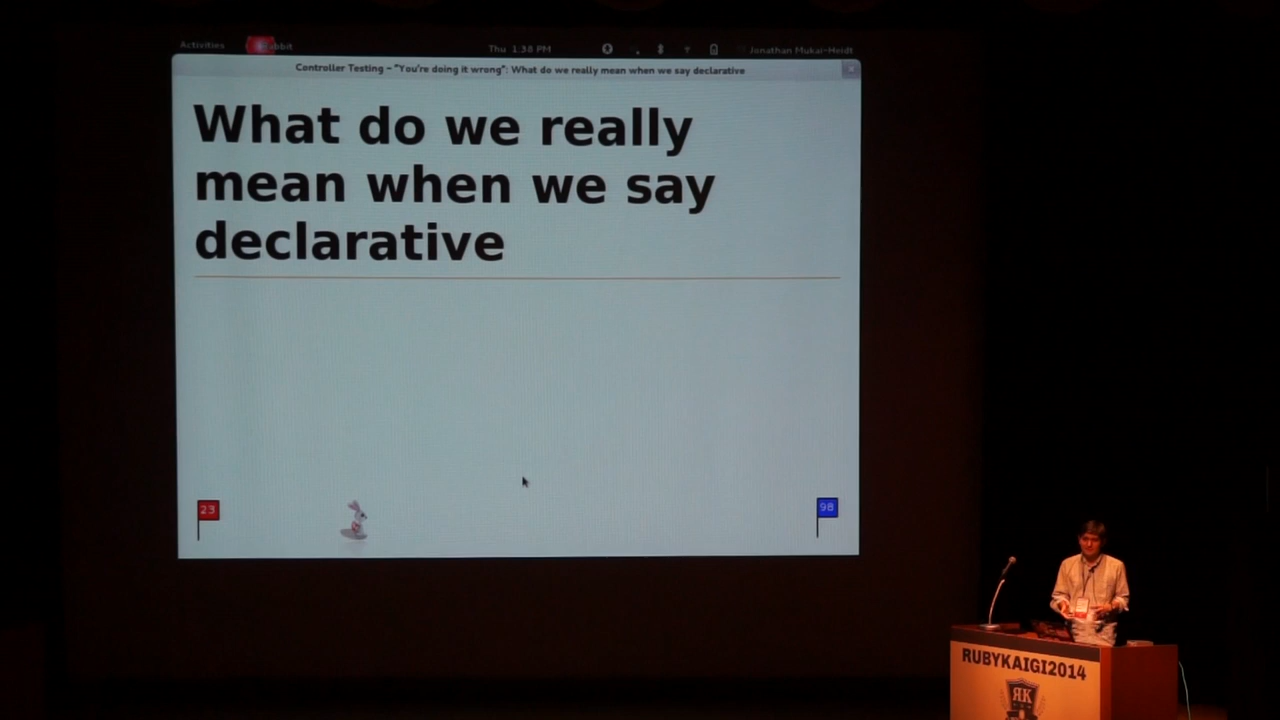 Activities
Thu 1:38 PM
Jonathan Mukai-Heidt
Controller Testing - "You're doing it wrong": What do we really mean when we say declarative
What do we really
mean when we say
declarative
23
98
RUBYKAIGI2014
RK